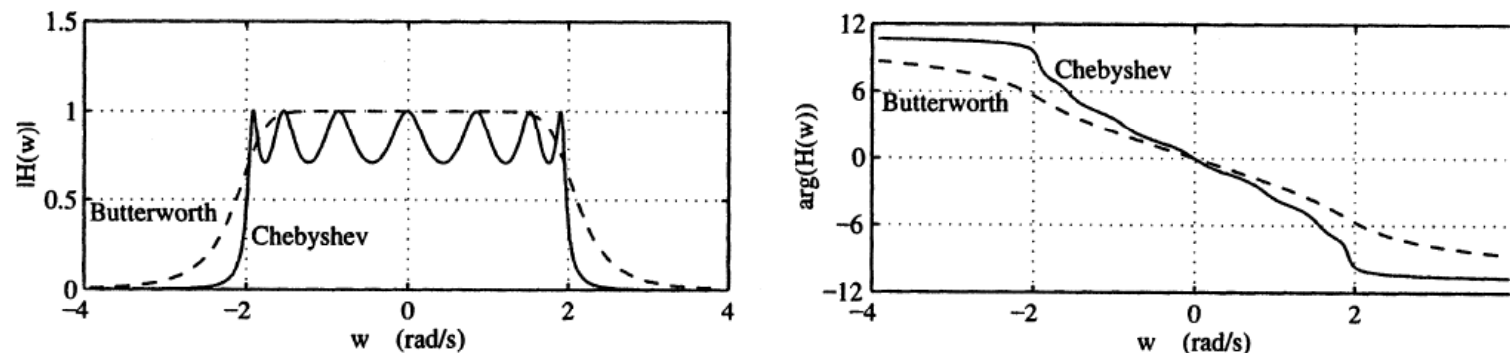 1.5
1
0.5
0
|H(w)|
Butterworth
Chebyshev
−4
−2
0
2
4
w (rad/s)
12
6
0
−6
−12
arg(H(w))
Chebyshev
Butterworth
−4
−2
0
2
w (rad/s)